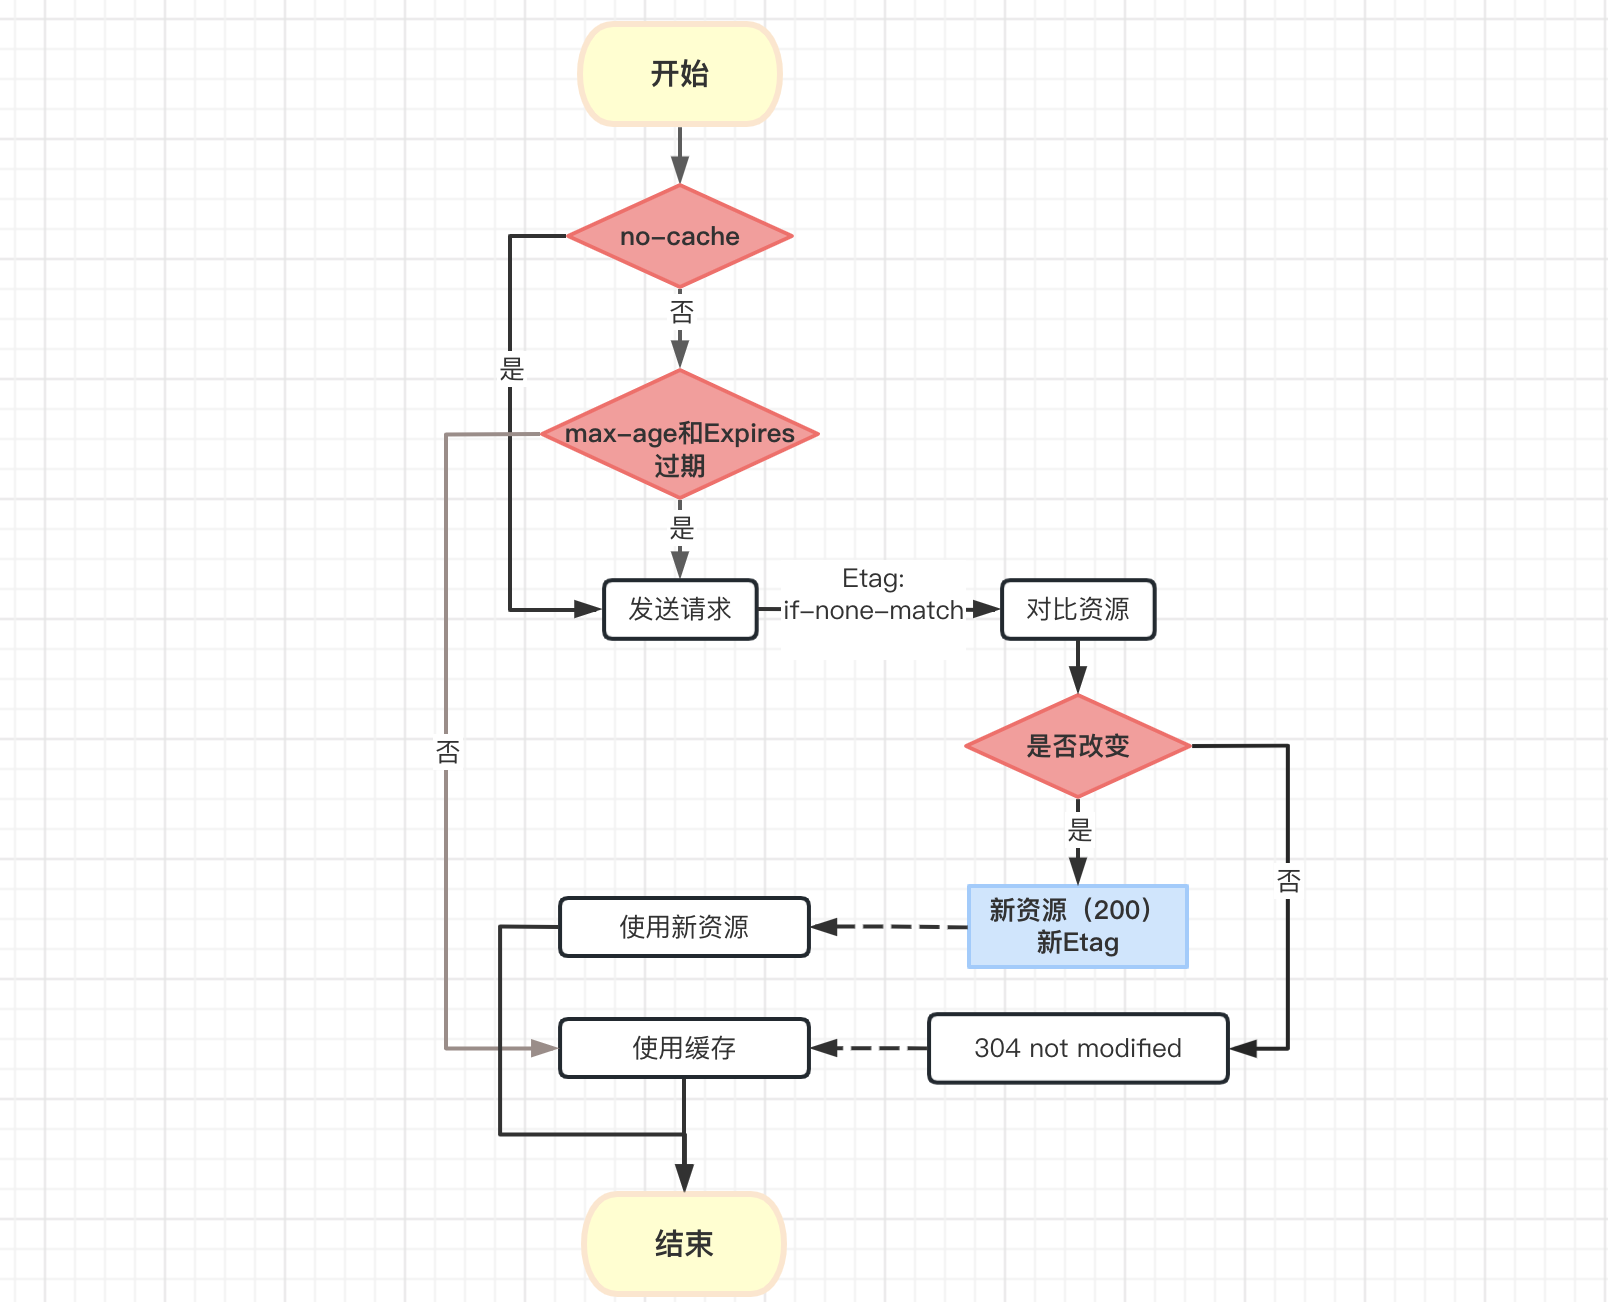 开始
no-cache
否
是
max-age和Expires
过期
是
发送请求
Etag:
if-none-match
对比资源
是否改变
否
是
否
新资源（200）
新Etag
使用新资源
使用缓存
304 not modified
结束